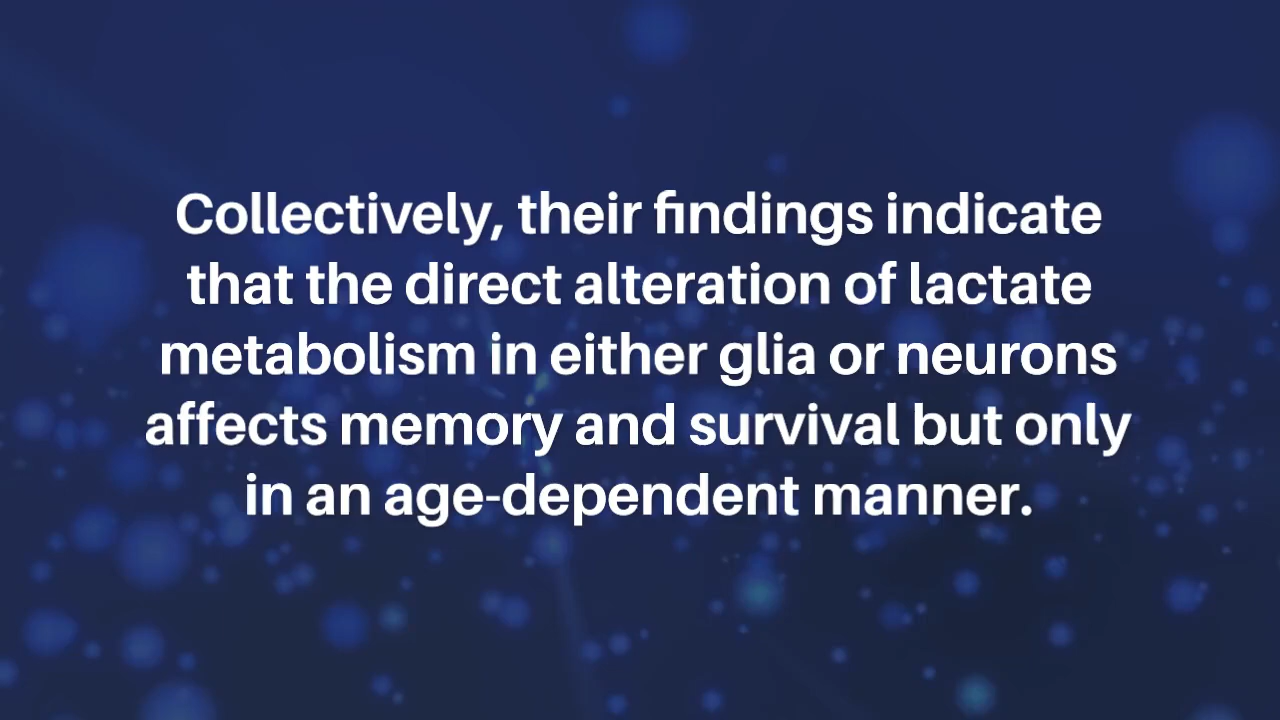 Collectively, their findings indicate
that the direct alteration of lactate
metabolism in either glia or neurons
affects memory and survival but only
in an age-dependent manner.